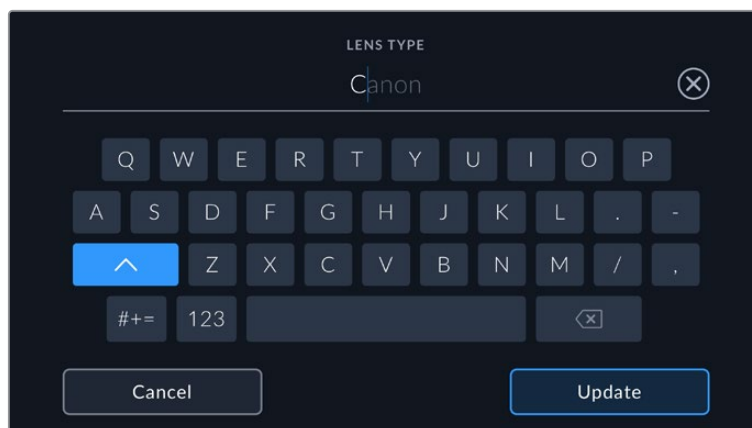 LENS TYPE
Canon
Q W E R T Y U I O P
A S D F G H J K L . -
Z X C V B N M / ,
#+= 123
Cancel Update